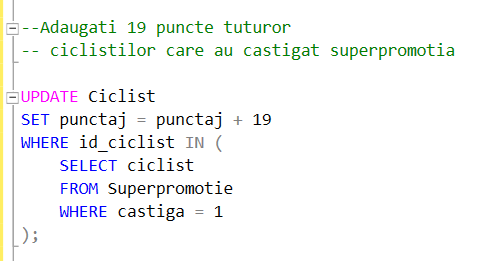 --Adaugati 19 puncte tuturor
-- ciclistilor care au castigat superpromotia
UPDATE Ciclist
SET punctaj = punctaj + 19
WHERE id_ciclist IN (
SELECT ciclist
FROM Superpromotie
WHERE castiga = 1
);